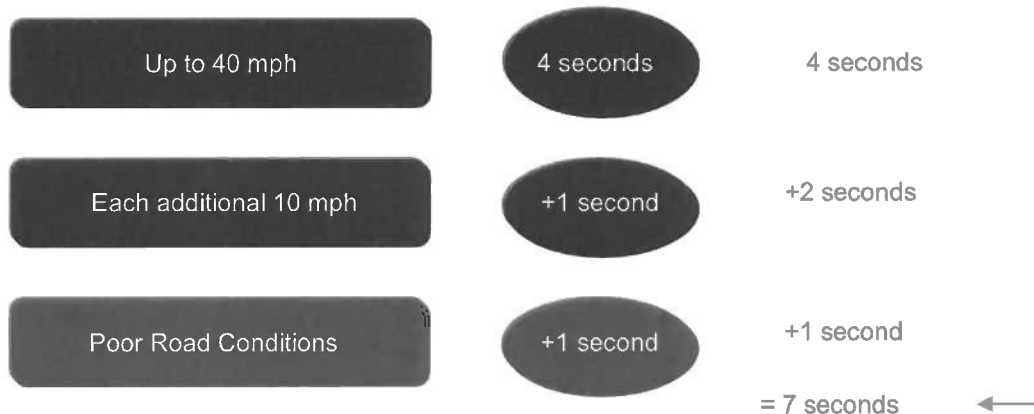 Up to 40 mph 4 seconds 4 seconds
Each additional 10 mph +1 second +2 seconds
Poor Road Conditions +1 second +1 second
= 7 seconds